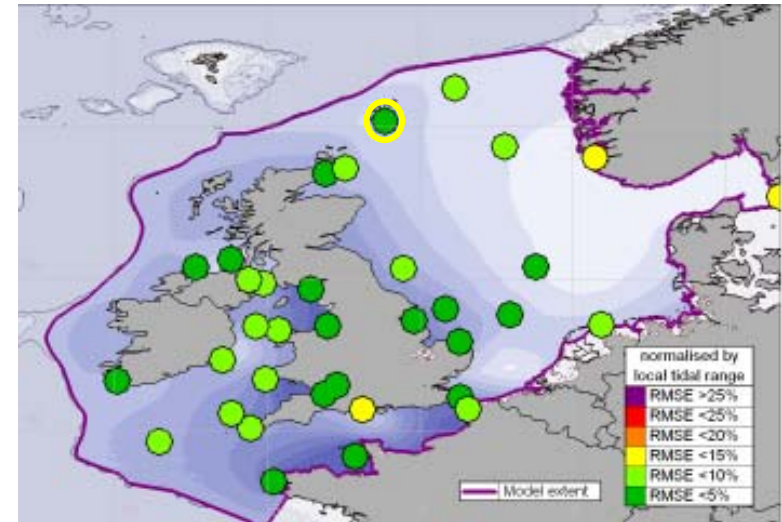 normalised by
local tidal range
RMSE >25%
RMSE <25%
RMSE <20%
RMSE <15%
RMSE <10%
RMSE <5%
Model extent